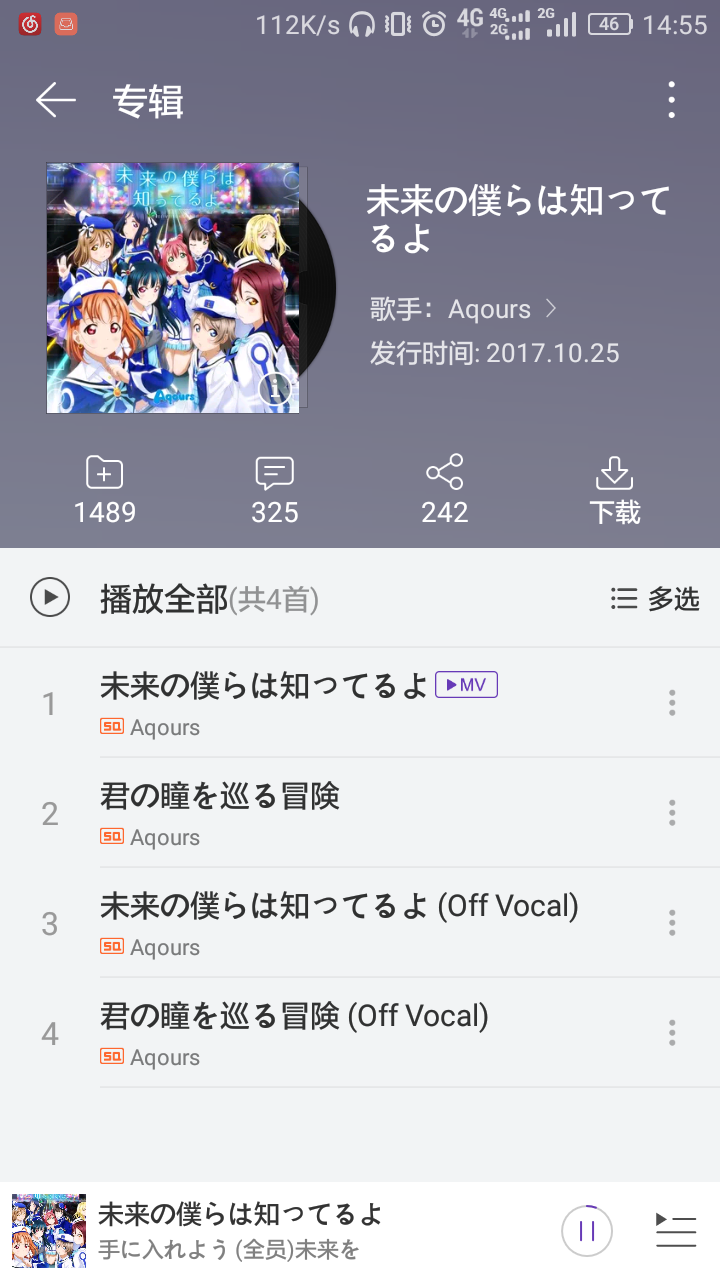 112K/s 4G 4G 2G 2G 46 14:55
专辑
未来の僕らは
知ってるよ
Aqours
未来の僕らは知って
るよ
歌手：Aqours
发行时间: 2017.10.25
1489
325
242
下载
播放全部(共4首)
多选
1
未来の僕らは知ってるよ
MV
SQ Aqours
2
君の瞳を巡る冒険
SQ Aqours
3
未来の僕らは知ってるよ (Off Vocal)
SQ Aqours
4
君の瞳を巡る冒険 (Off Vocal)
SQ Aqours
未来の僕らは知ってるよ
手に入れよう (全员)未来を